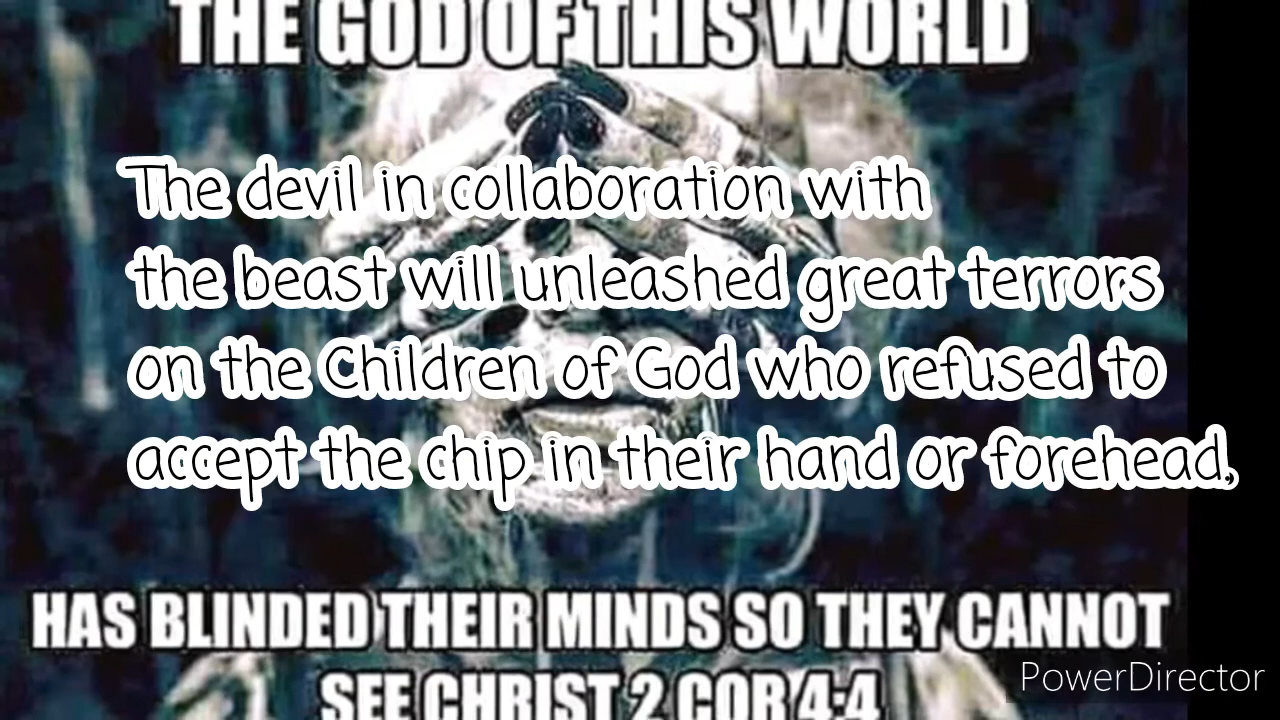 THE GOD OF THIS WORLD
The devil in collaboration with
the beast will unleashed great terrors
on the Children of God who refused to
accept the chip in their hand or forehead.
HAS BLINDED THEIR MINDS SO THEY CANNOT
SEE CHRIST 2 COR 4:4
PowerDirector